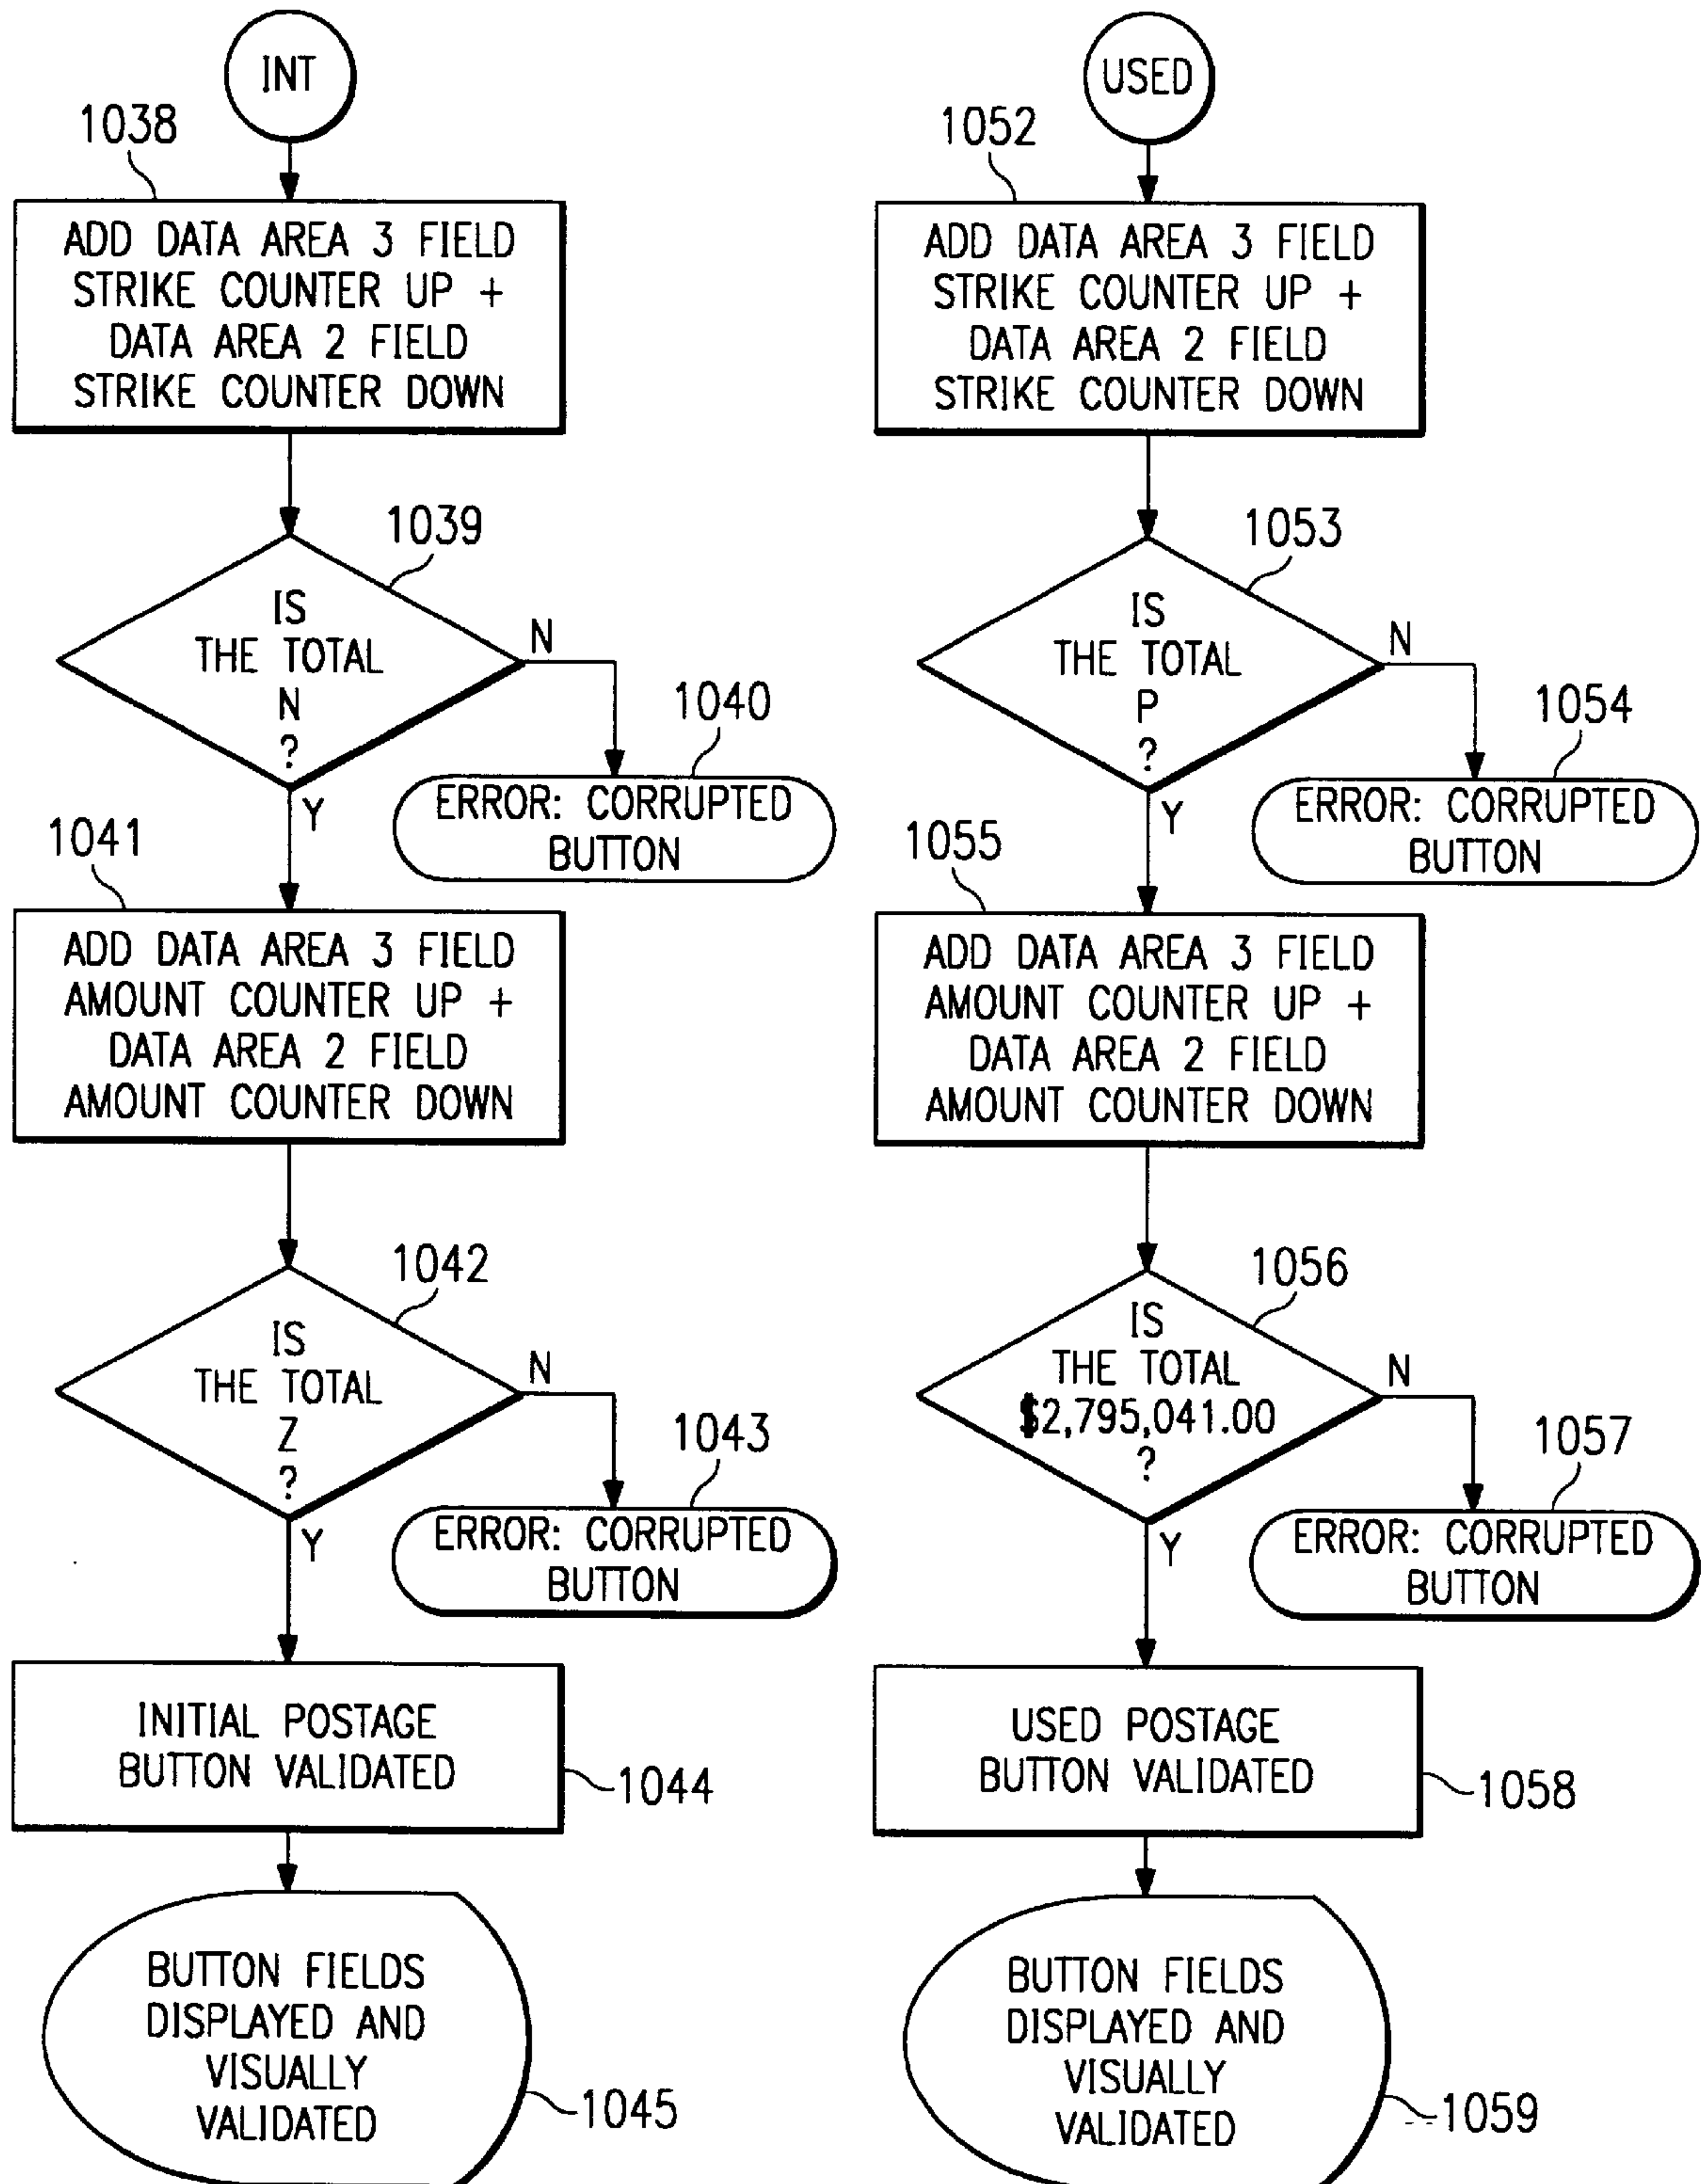 INT
1038
ADD DATA AREA 3 FIELD
STRIKE COUNTER UP +
DATA AREA 2 FIELD
STRIKE COUNTER DOWN
1039
IS
THE TOTAL
N
?
N
1040
ERROR: CORRUPTED
BUTTON
Y
1041
ADD DATA AREA 3 FIELD
AMOUNT COUNTER UP +
DATA AREA 2 FIELD
AMOUNT COUNTER DOWN
1042
IS
THE TOTAL
Z
?
N
1043
ERROR: CORRUPTED
BUTTON
Y
INITIAL POSTAGE
BUTTON VALIDATED
1044
BUTTON FIELDS
DISPLAYED AND
VISUALLY
VALIDATED
1045
USED
1052
ADD DATA AREA 3 FIELD
STRIKE COUNTER UP +
DATA AREA 2 FIELD
STRIKE COUNTER DOWN
1053
IS
THE TOTAL
P
?
N
1054
ERROR: CORRUPTED
BUTTON
Y
1055
ADD DATA AREA 3 FIELD
AMOUNT COUNTER UP +
DATA AREA 2 FIELD
AMOUNT COUNTER DOWN
1056
IS
THE TOTAL
$2,795,041.00
?
N
1057
ERROR: CORRUPTED
BUTTON
Y
USED POSTAGE
BUTTON VALIDATED
1058
BUTTON FIELDS
DISPLAYED AND
VISUALLY
VALIDATED
1059